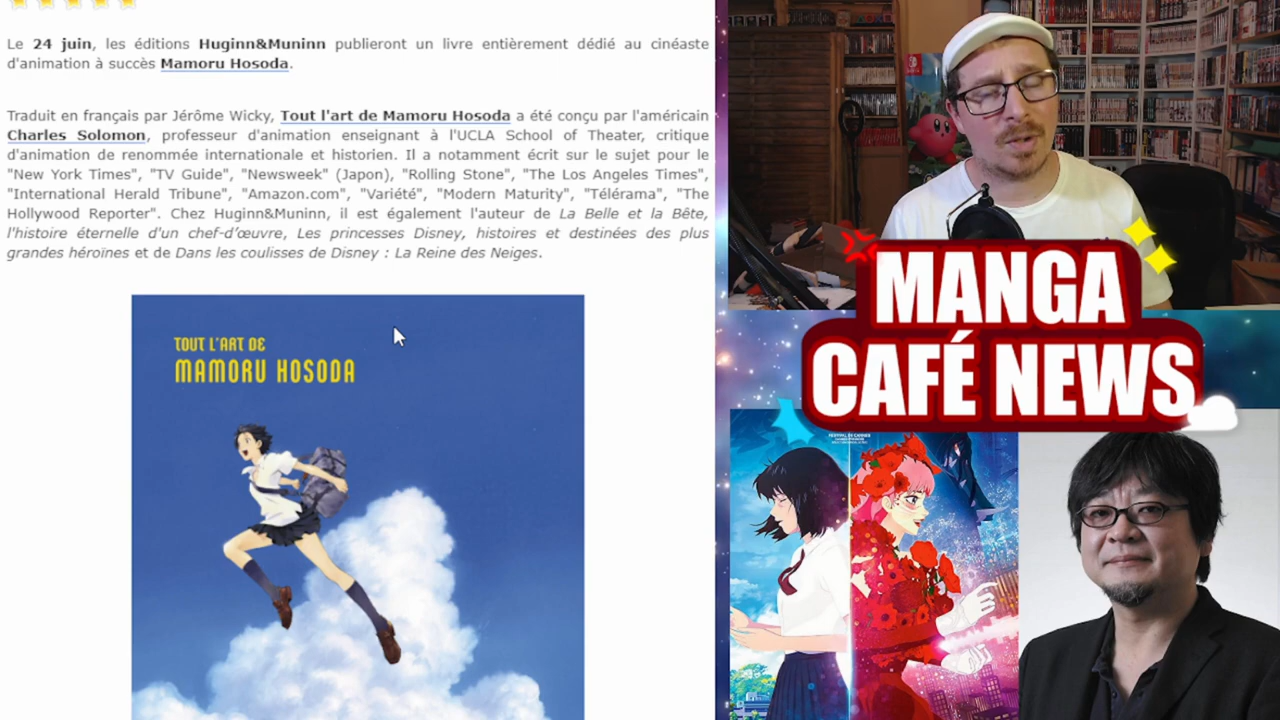 Le 24 juin, les éditions Huginn&Muninn publieront un livre entièrement dédié au cinéaste
d'animation à succès Mamoru Hosoda.
Traduit en français par Jérôme Wicky, Tout l'art de Mamoru Hosoda a été conçu par l'américain
Charles Solomon, professeur d'animation enseignant à l'UCLA School of Theater, critique
d'animation de renommée internationale et historien. Il a notamment écrit sur le sujet pour le
"New York Times", "TV Guide", "Newsweek" (Japon), "Rolling Stone", "The Los Angeles Times",
"International Herald Tribune", "Amazon.com", "Variété", "Modern Maturity", "Télérama", "The
Hollywood Reporter". Chez Huginn&Muninn, il est également l'auteur de La Belle et la Bête,
l'histoire éternelle d'un chef-d’œuvre, Les princesses Disney, histoires et destinées des plus
grandes héroïnes et de Dans les coulisses de Disney : La Reine des Neiges.
TOUT L'ART DE
MAMORU HOSODA
MANGA
CAFÉ NEWS
FESTIVAL DE CANNES